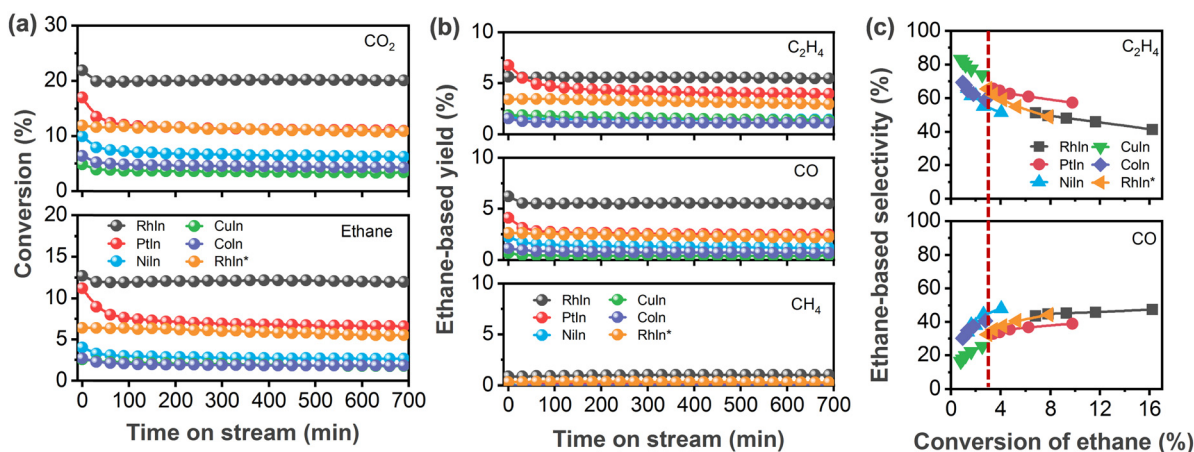 (a)
CO2
Conversion (%)
30
20
10
0
Ethane
20
15
10
5
0
RhIn
PtIn
NiIn
CuIn
CoIn
RhIn*
0 100 200 300 400 500 600 700
Time on stream (min)
(b)
C2H4
Ethane-based yield (%)
10
5
0
CO
10
5
0
CH4
10
5
0
RhIn
PtIn
NiIn
CuIn
CoIn
RhIn*
0 100 200 300 400 500 600 700
Time on stream (min)
(c)
C2H4
Ethane-based selectivity (%)
100
80
60
40
20
0
RhIn
PtIn
NiIn
CuIn
CoIn
RhIn*
CO
100
80
60
40
20
0
0 4 8 12 16
Conversion of ethane (%)